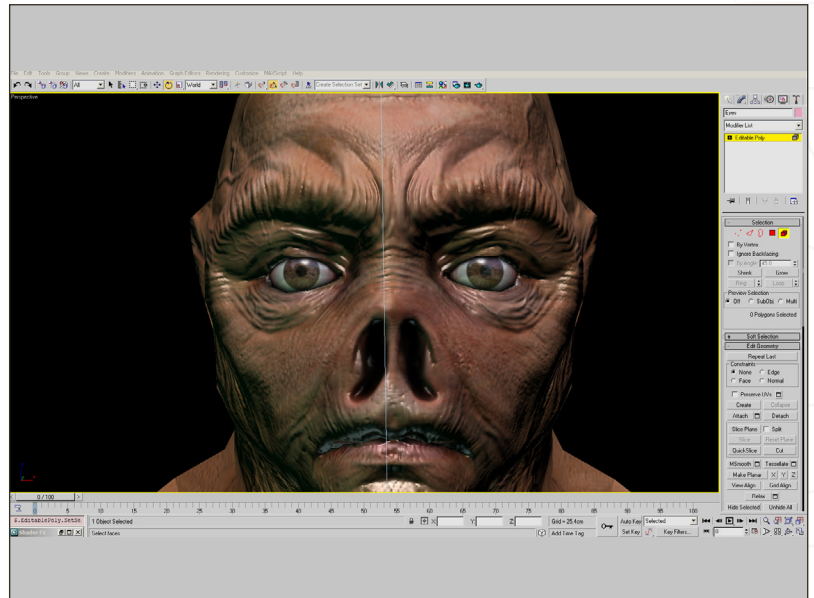 File Edit Tools Group Views Create Modifiers Animation Graph Editors Rendering Customize MAXScript Help
All World Create Selection Set
Perspective
Eyes
Modifier List
Editable Poly
Selection
By Vertex
Ignore Backfacing
By Angle: 45.0
Shrink Grow
Ring Loop
Preview Selection
Off SubObj Multi
0 Polygons Selected
Soft Selection
Edit Geometry
Repeat Last
Constraints
None Edge
Face Normal
Preserve UVs
Create Collapse
Attach Detach
Slice Plane Split
Slice Reset Plane
QuickSlice Cut
MSmooth Tessellate
Make Planar X Y Z
View Align Grid Align
Relax
Hide Selected Unhide All
0 / 100
0 5 10 15 20 25 30 35 40 45 50 55 60 65 70 75 80 85 90 95 100
1 Object Selected X: Y: Z: Grid = 25.4cm Auto Key Selected
Select faces Add Time Tag Set Key Key Filters... 0